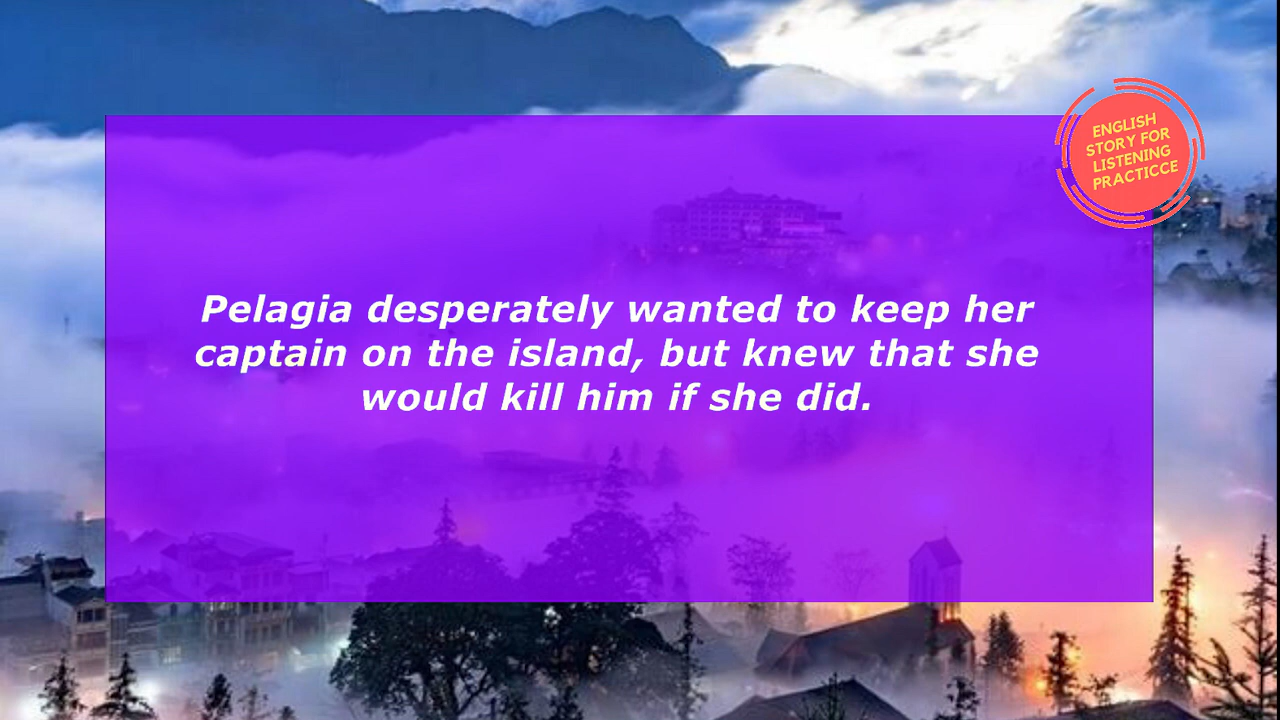 ENGLISH
STORY FOR
LISTENING
PRACTICCE
Pelagia desperately wanted to keep her
captain on the island, but knew that she
would kill him if she did.